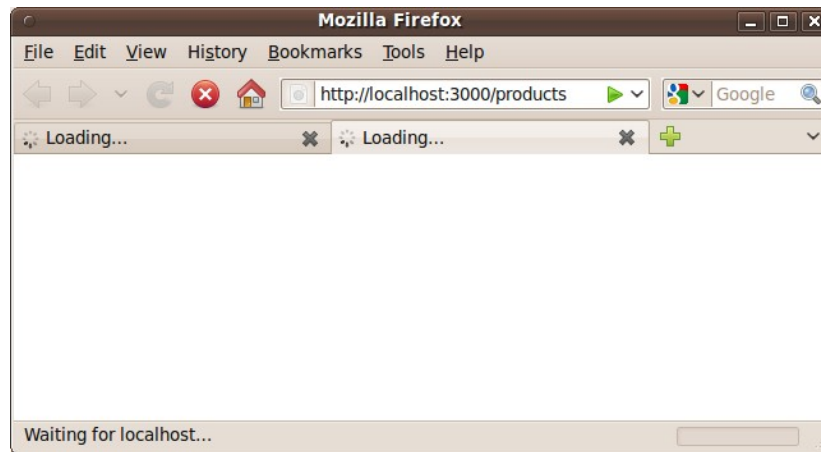 Mozilla Firefox
File Edit View History Bookmarks Tools Help
http://localhost:3000/products Google
Loading... Loading...
Waiting for localhost...